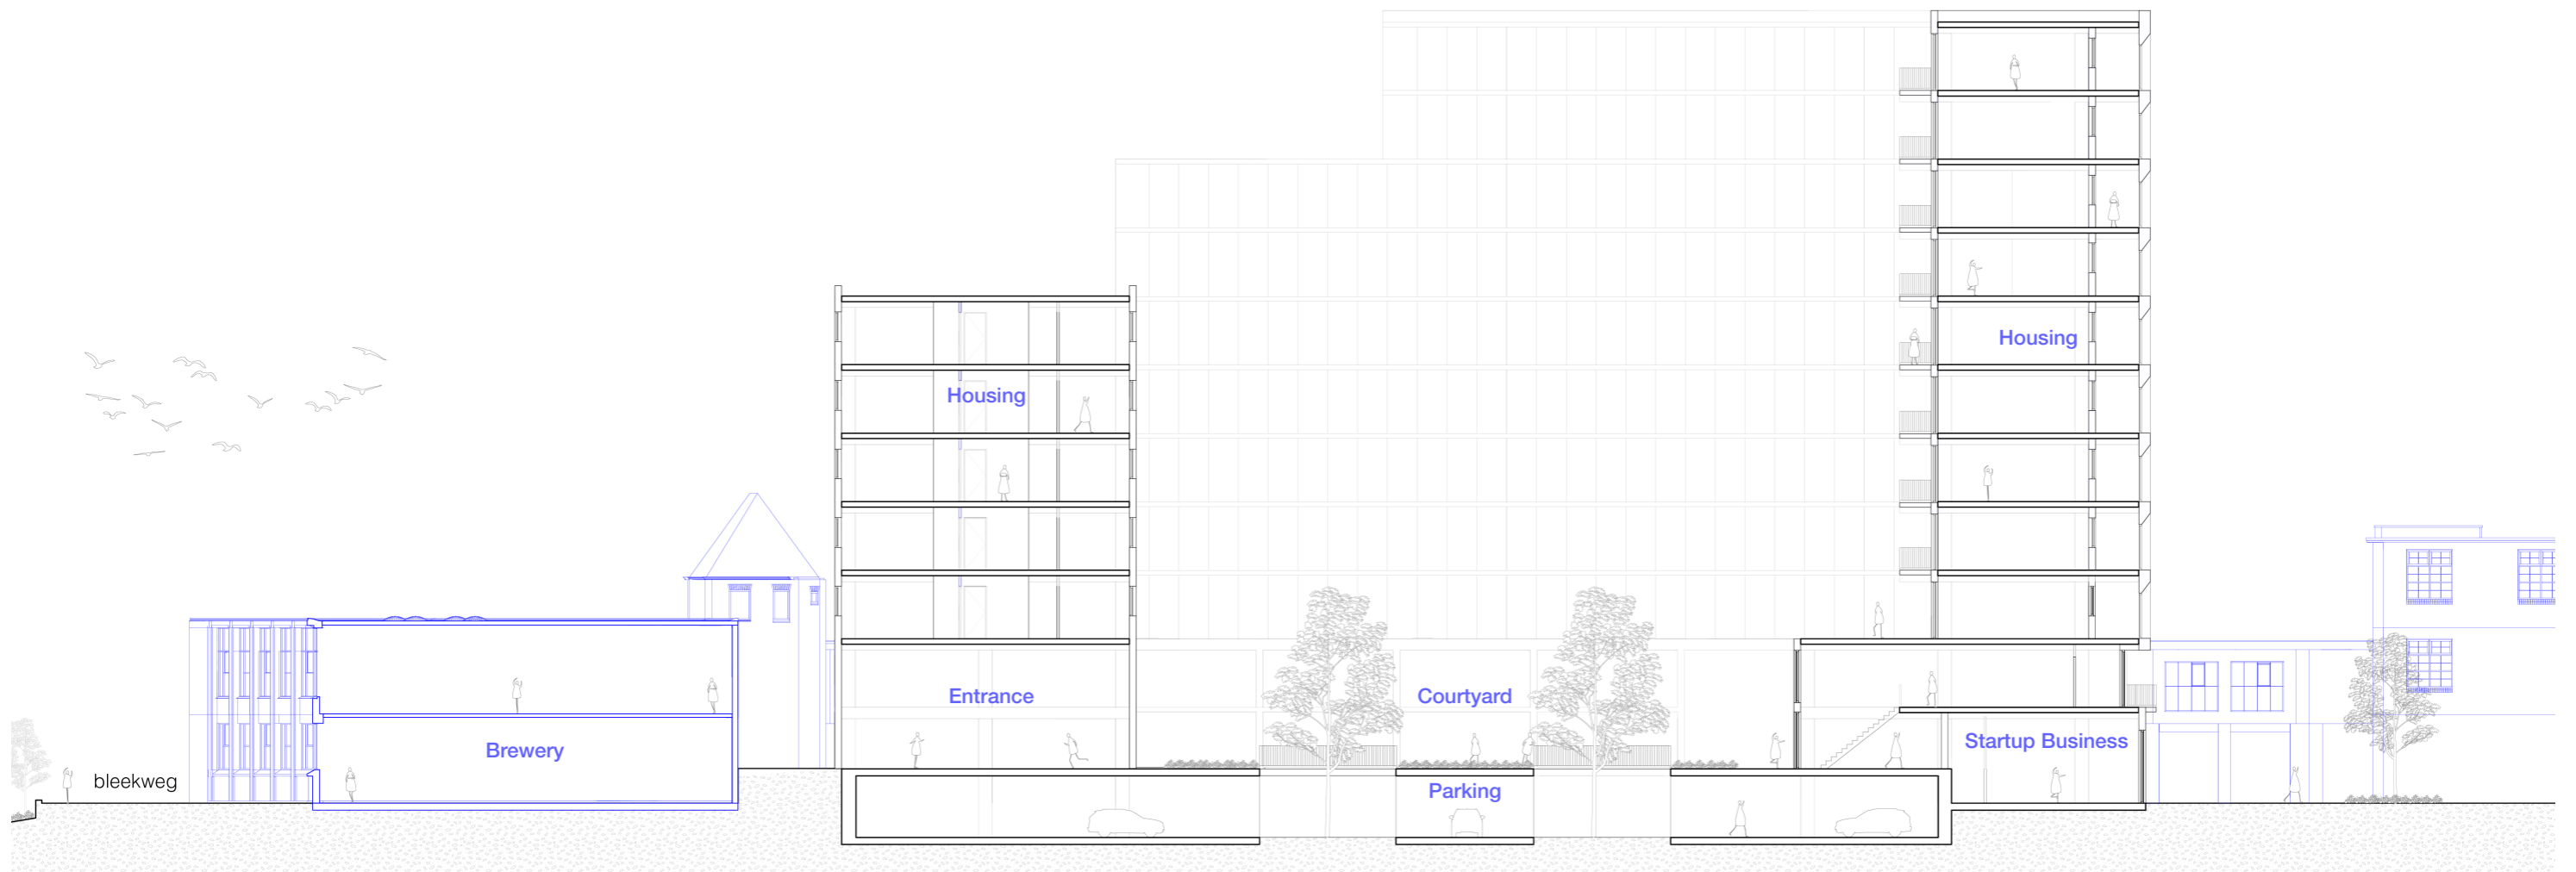 Housing
Housing
Entrance
Courtyard
Startup Business
Brewery
bleekweg
Parking